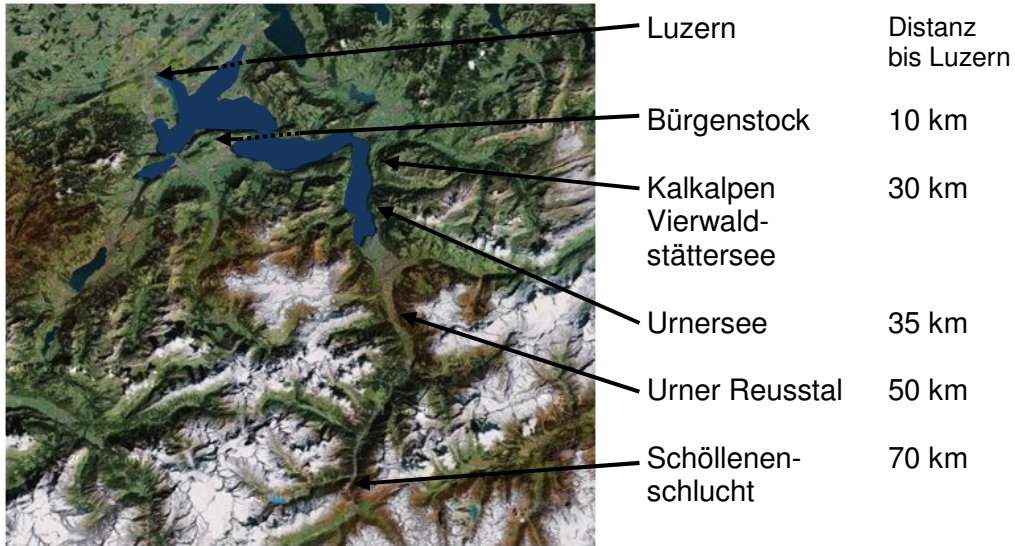 Luzern
Distanz
bis Luzern
Bürgenstock 10 km
Kalkalpen 30 km
Vierwald-
stättersee
Urnersee 35 km
Urner Reusstal 50 km
Schöllenen- 70 km
schlucht